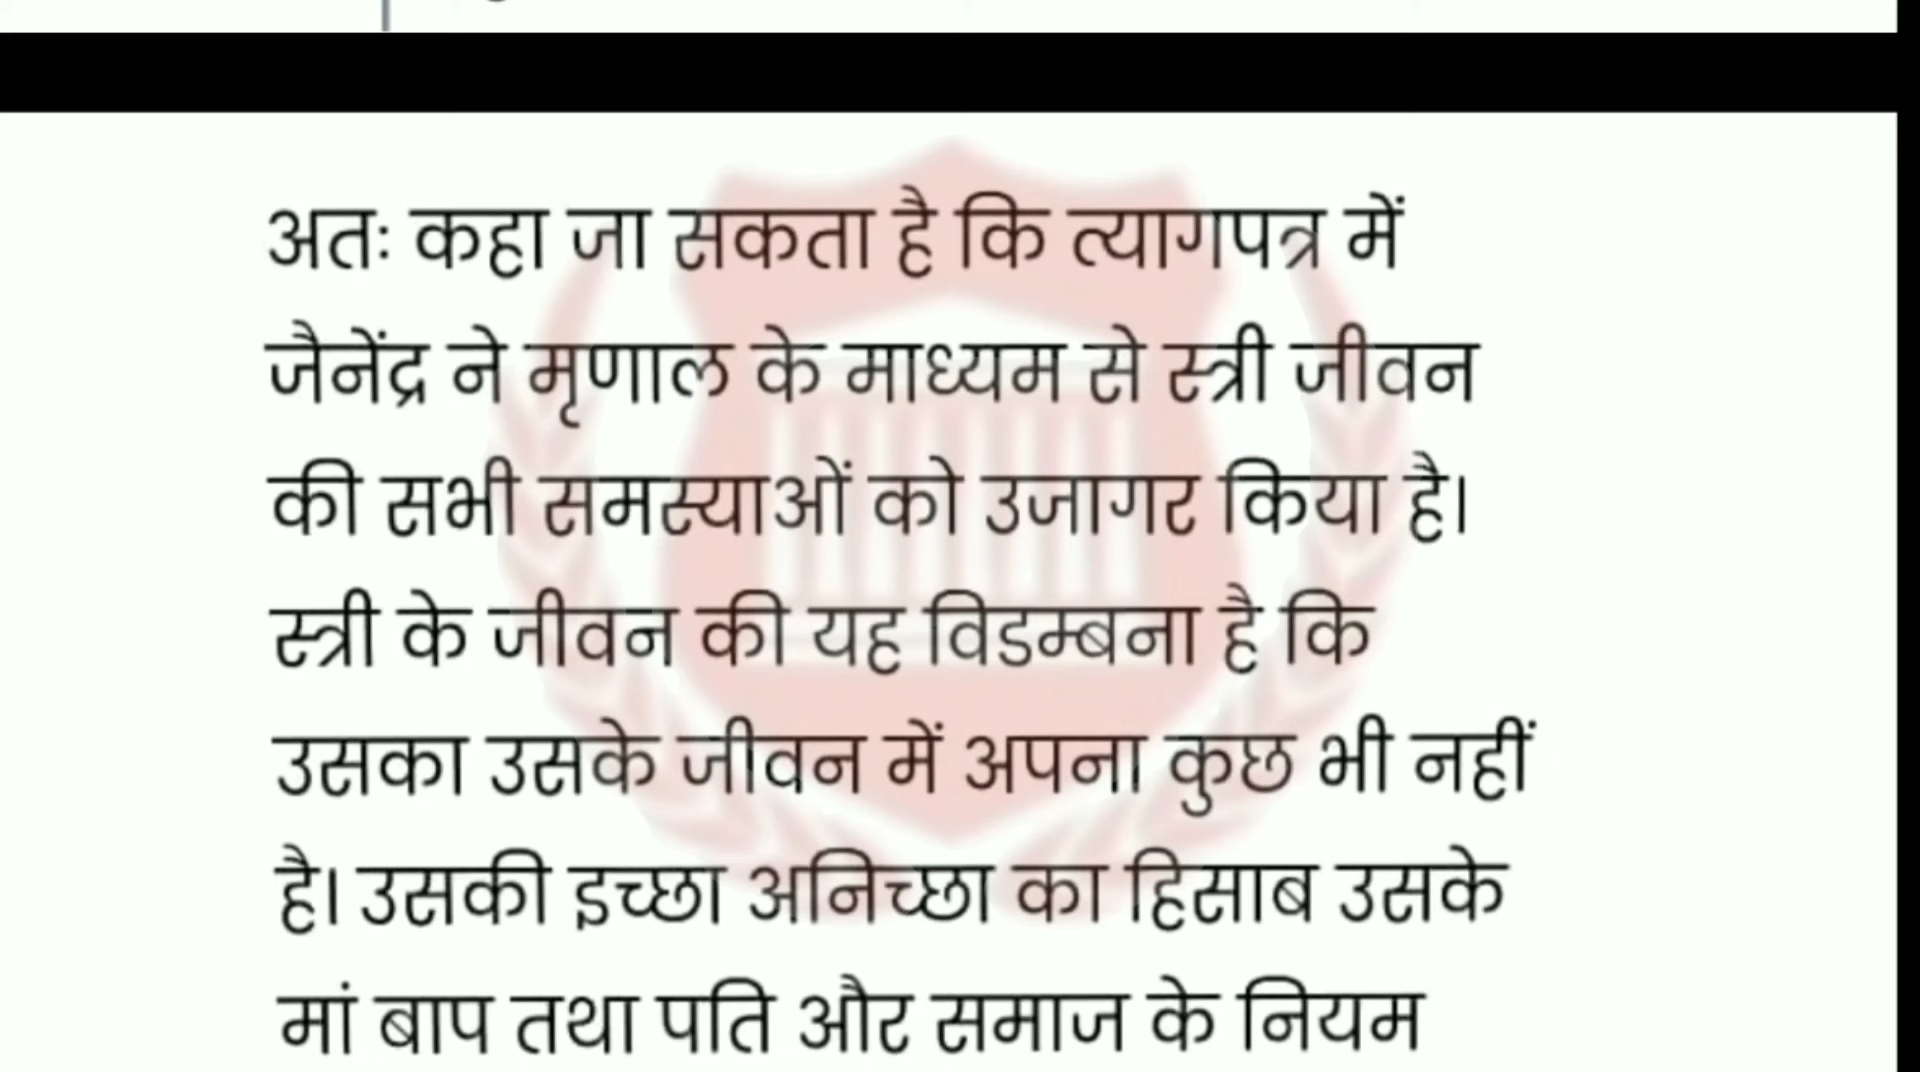 अतः कहा जा सकता है कि त्यागपत्र में
जैनेंद्र ने मृणाल के माध्यम से स्त्री जीवन
की सभी समस्याओं को उजागर किया है।
स्त्री के जीवन की यह विडम्बना है कि
उसका उसके जीवन में अपना कुछ भी नहीं
है। उसकी इच्छा अनिच्छा का हिसाब उसके
मां बाप तथा पति और समाज के नियम